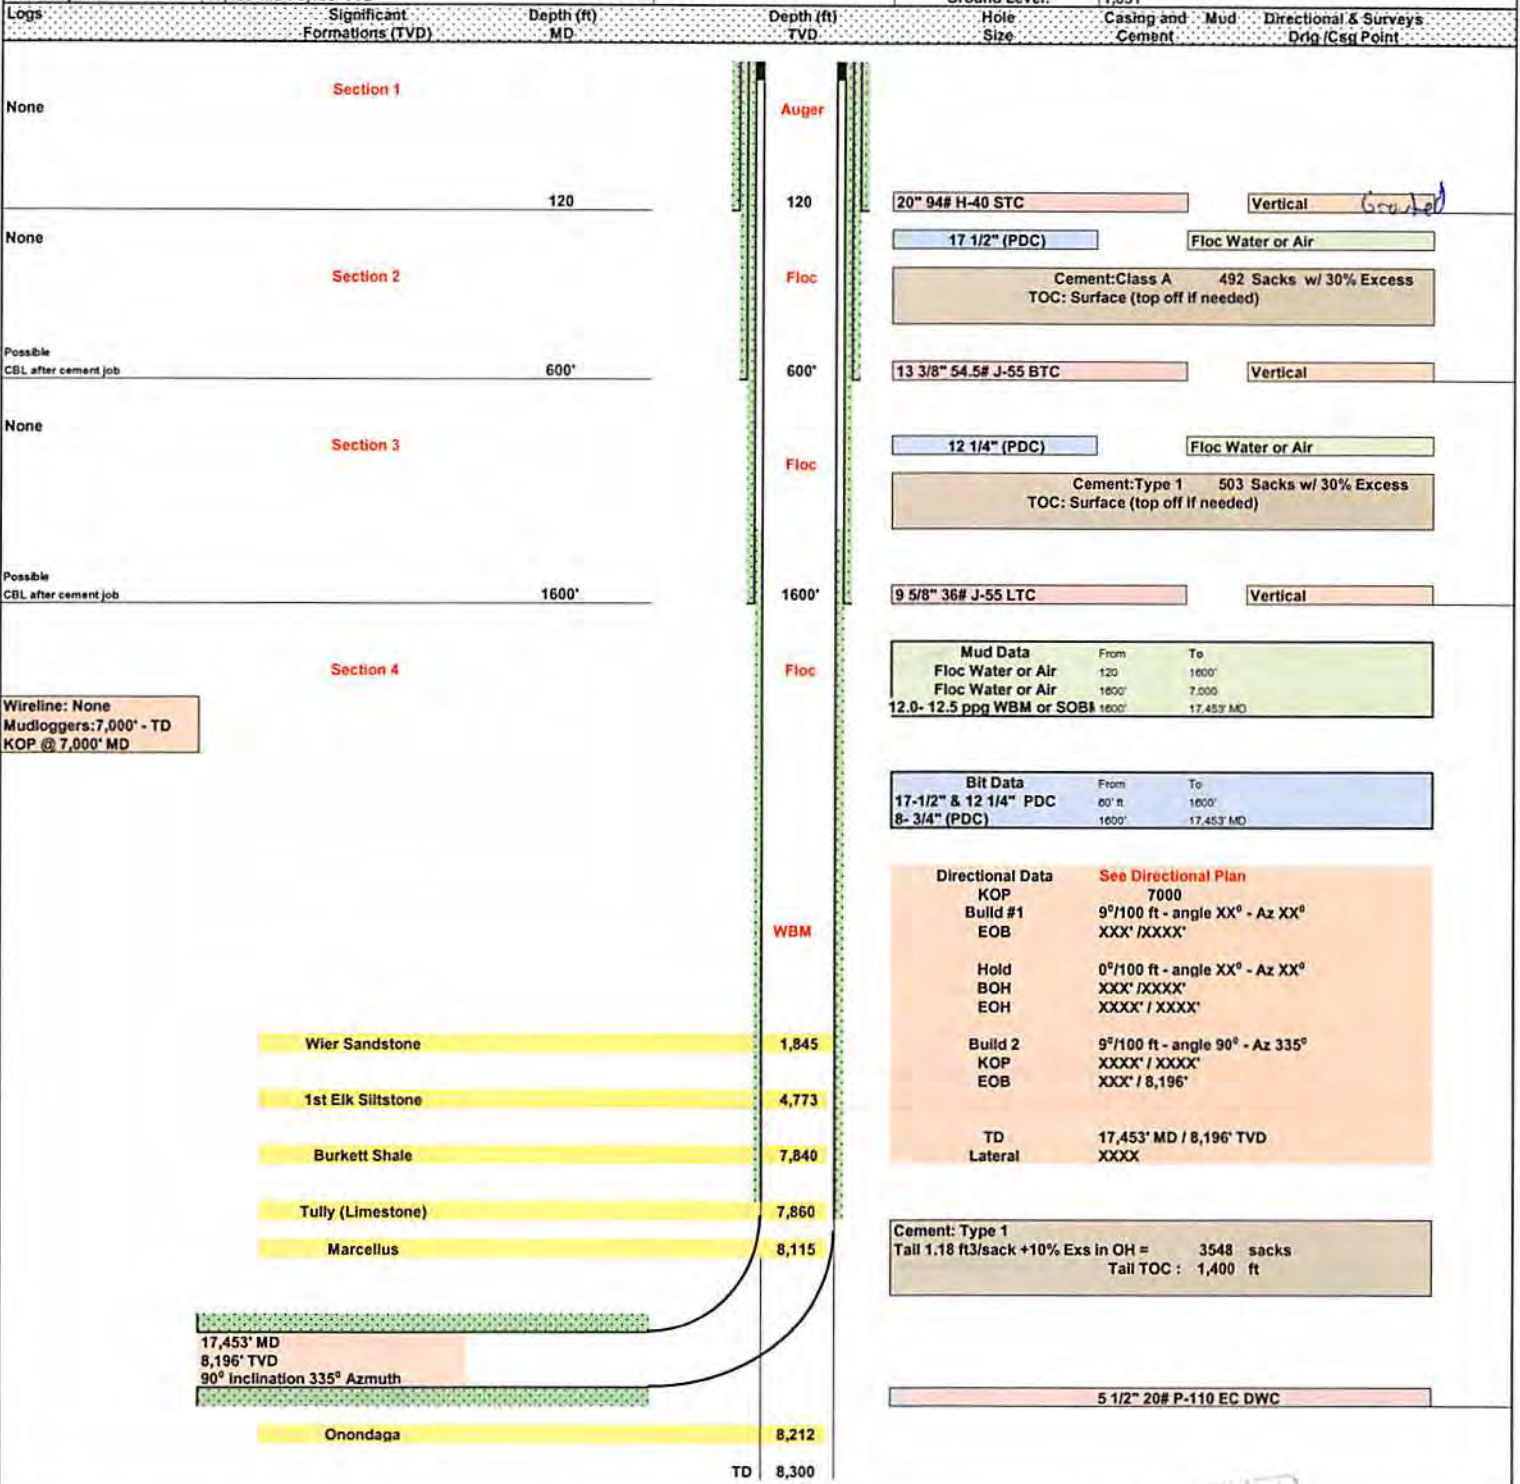 Logs Significant Depth (ft) Depth (ft) Hole Casing and Mud Directional & Surveys
Formations (TVD) MD TVD Size Cement Drlg /Csg Point
Section 1
None
Auger
120 120 20" 94# H-40 STC Vertical Grouted
None 17 1/2" (PDC) Floc Water or Air
Section 2 Floc
Cement:Class A 492 Sacks w/ 30% Excess
TOC: Surface (top off if needed)
Possible
CBL after cement job 600' 600' 13 3/8" 54.5# J-55 BTC Vertical
None
Section 3 12 1/4" (PDC) Floc Water or Air
Floc
Cement:Type 1 503 Sacks w/ 30% Excess
TOC: Surface (top off if needed)
Possible
CBL after cement job 1600' 1600' 9 5/8" 36# J-55 LTC Vertical
Section 4 Floc
Mud Data From To
Floc Water or Air 120 1600'
Floc Water or Air 1600' 7,000
12.0- 12.5 ppg WBM or SOBM 1600' 17,453' MD
Wireline: None
Mudloggers:7,000' - TD
KOP @ 7,000' MD
Bit Data From To
17-1/2" & 12 1/4" PDC 60' ft 1600'
8- 3/4" (PDC) 1600' 17,453' MD
Directional Data See Directional Plan
KOP 7000
Build #1 9⁰/100 ft - angle XX⁰ - Az XX⁰
WBM
EOB XXX' /XXXX'
Hold 0⁰/100 ft - angle XX⁰ - Az XX⁰
BOH XXX' /XXXX'
EOH XXXX' / XXXX'
Wier Sandstone 1,845
Build 2 9⁰/100 ft - angle 90⁰ - Az 335⁰
KOP XXXX' / XXXX'
EOB XXX' / 8,196'
1st Elk Siltstone 4,773
TD 17,453' MD / 8,196' TVD
Lateral XXXX
Burkett Shale 7,840
Tully (Limestone) 7,860
Marcellus 8,115
Cement: Type 1
Tail 1.18 ft3/sack +10% Exs in OH = 3548 sacks
Tail TOC : 1,400 ft
17,453' MD
8,196' TVD
90⁰ Inclination 335⁰ Azmuth
5 1/2" 20# P-110 EC DWC
Onondaga 8,212
TD 8,300